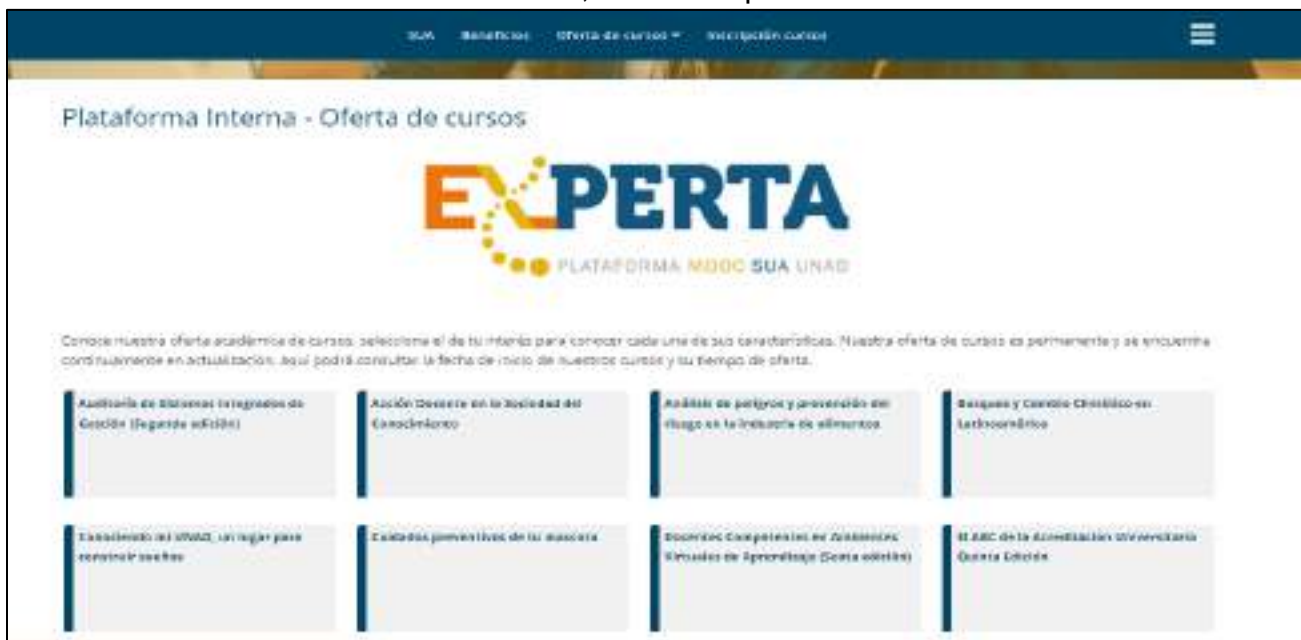 SUA Beneficios Oferta de cursos Inscripción cursos
Plataforma Interna - Oferta de cursos
EXPERTA
PLATAFORMA MOOC SUA UNAD
Conoce nuestra oferta académica de cursos, selecciona el de tu interés para conocer cada una de sus características. Nuestra oferta de cursos es permanente y se encuentra
continuamente en actualización. Aquí podrá consultar la fecha de inicio de nuestros cursos y su tiempo de oferta.
Auditoría de Sistemas Integrados de
Gestión (Segunda edición)
Acción Docente en la Sociedad del
Conocimiento
Análisis de peligros y prevención del
riesgo en la industria de alimentos
Bosques y Cambio Climático en
Latinoamérica
Conociendo mi UNAD, un lugar para
construir sueños
Cuidados preventivos de tu mascota
Docentes Competentes en Ambientes
Virtuales de Aprendizaje (Sexta edición)
El ABC de la Acreditación Universitaria
Quinta Edición